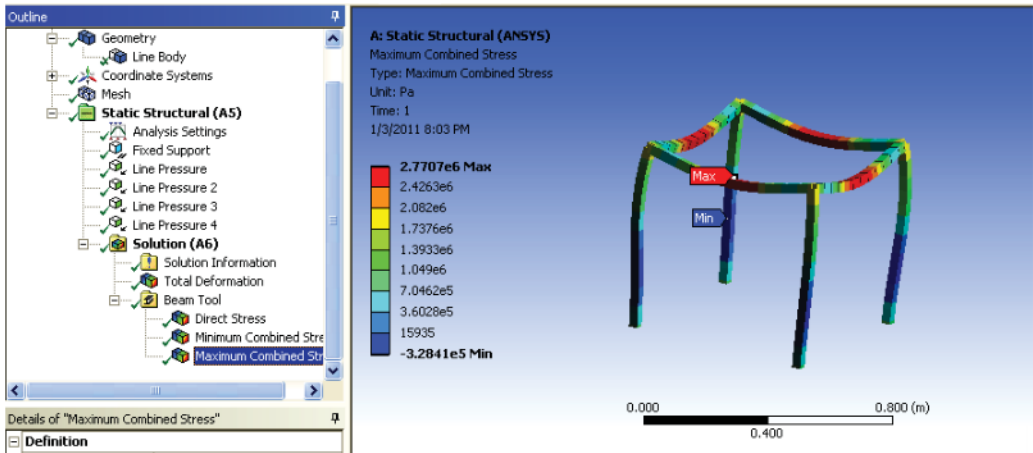 Outline
Geometry
Line Body
Coordinate Systems
Mesh
Static Structural (A5)
Analysis Settings
Fixed Support
Line Pressure
Line Pressure 2
Line Pressure 3
Line Pressure 4
Solution (A6)
Solution Information
Total Deformation
Beam Tool
Direct Stress
Minimum Combined Stre
Maximum Combined Str
Details of "Maximum Combined Stress"
Definition
A: Static Structural (ANSYS)
Maximum Combined Stress
Type: Maximum Combined Stress
Unit: Pa
Time: 1
1/3/2011 8:03 PM
2.7707e6 Max
2.4263e6
2.082e6
1.7376e6
1.3933e6
1.049e6
7.0462e5
3.6028e5
15935
-3.2841e5 Min
Max
Min
0.000
0.800 (m)
0.400